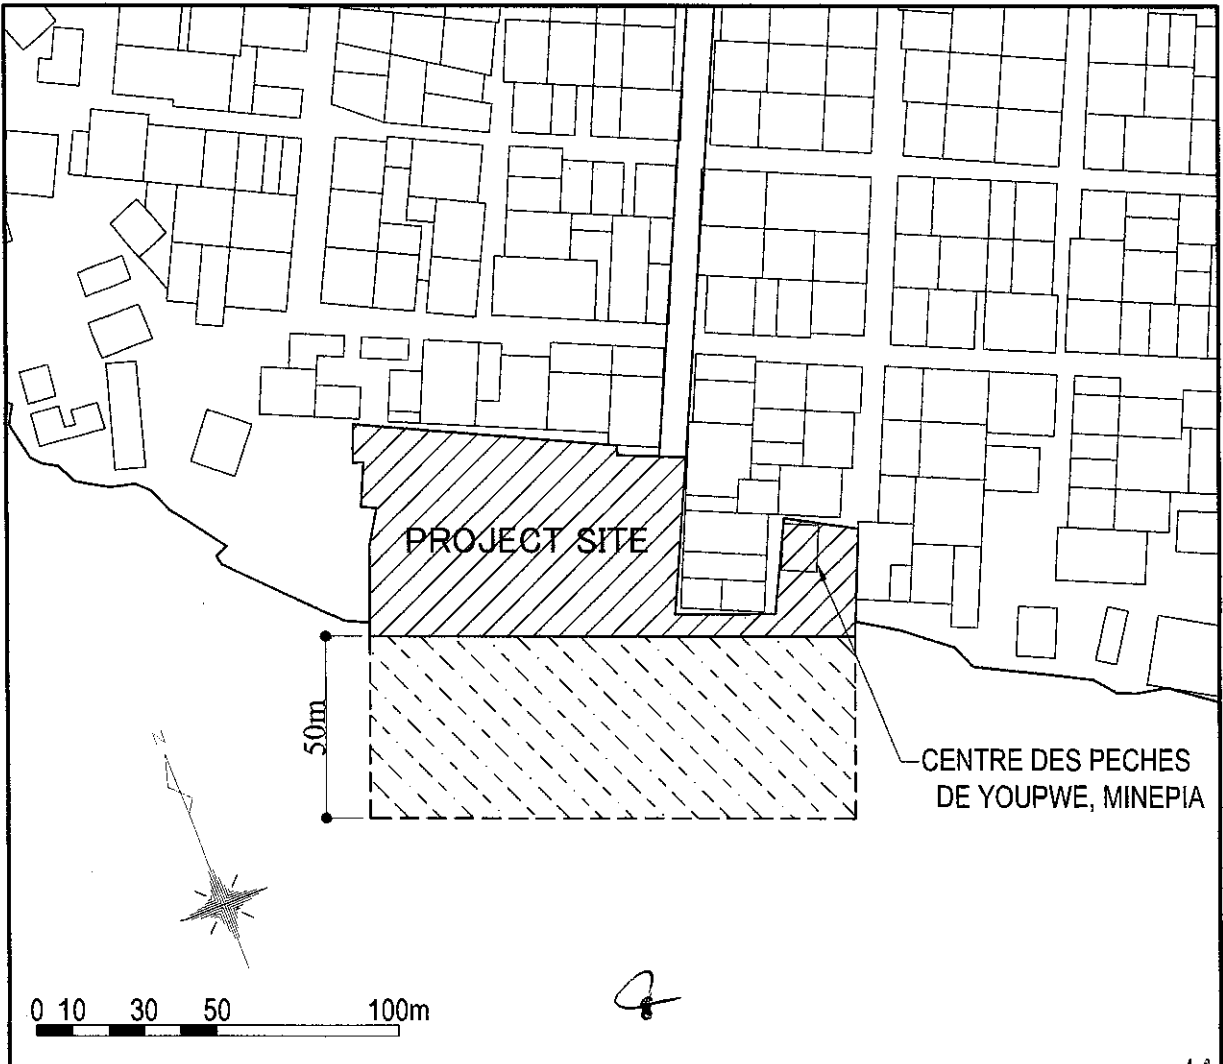 PROJECT SITE
50m
CENTRE DES PECHES
DE YOUPWE, MINEPIA
N
0 10 30 50 100m